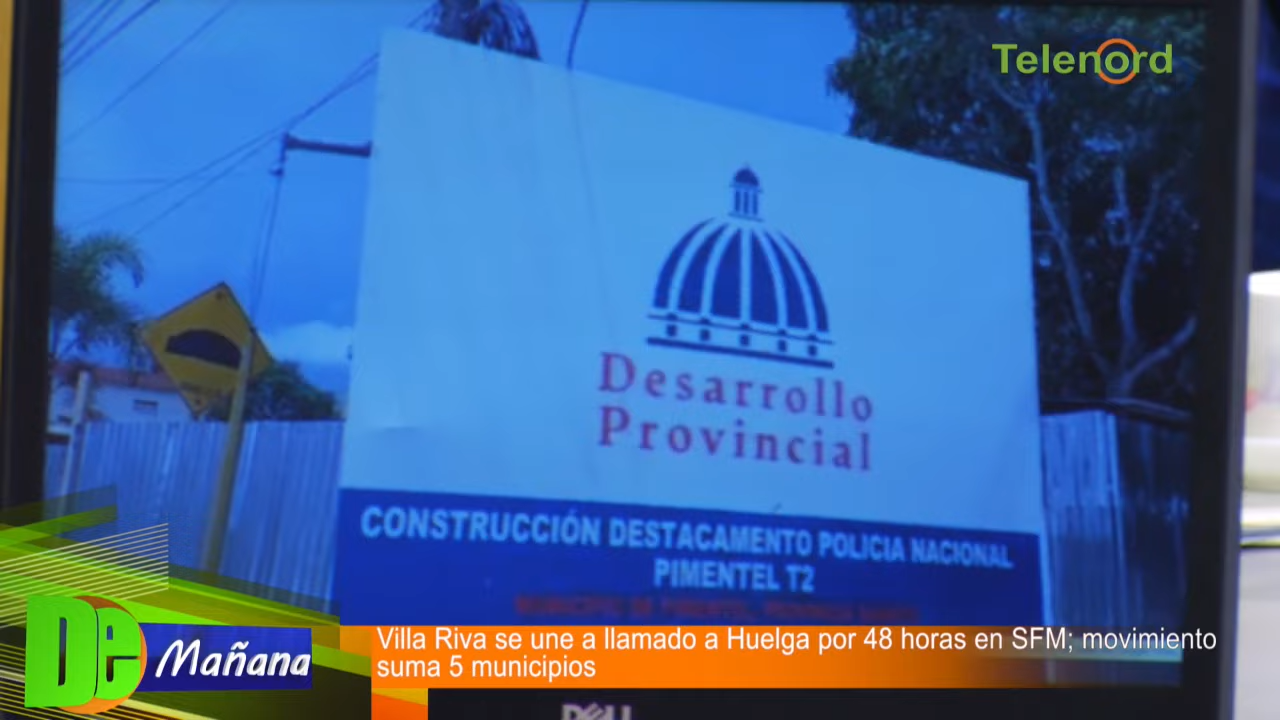 Telenord
Desarrollo
Provincial
CONSTRUCCIÓN DESTACAMENTO POLICIA NACIONAL
PIMENTEL T2
De Mañana
Villa Riva se une a llamado a Huelga por 48 horas en SFM; movimiento
suma 5 municipios
DELL